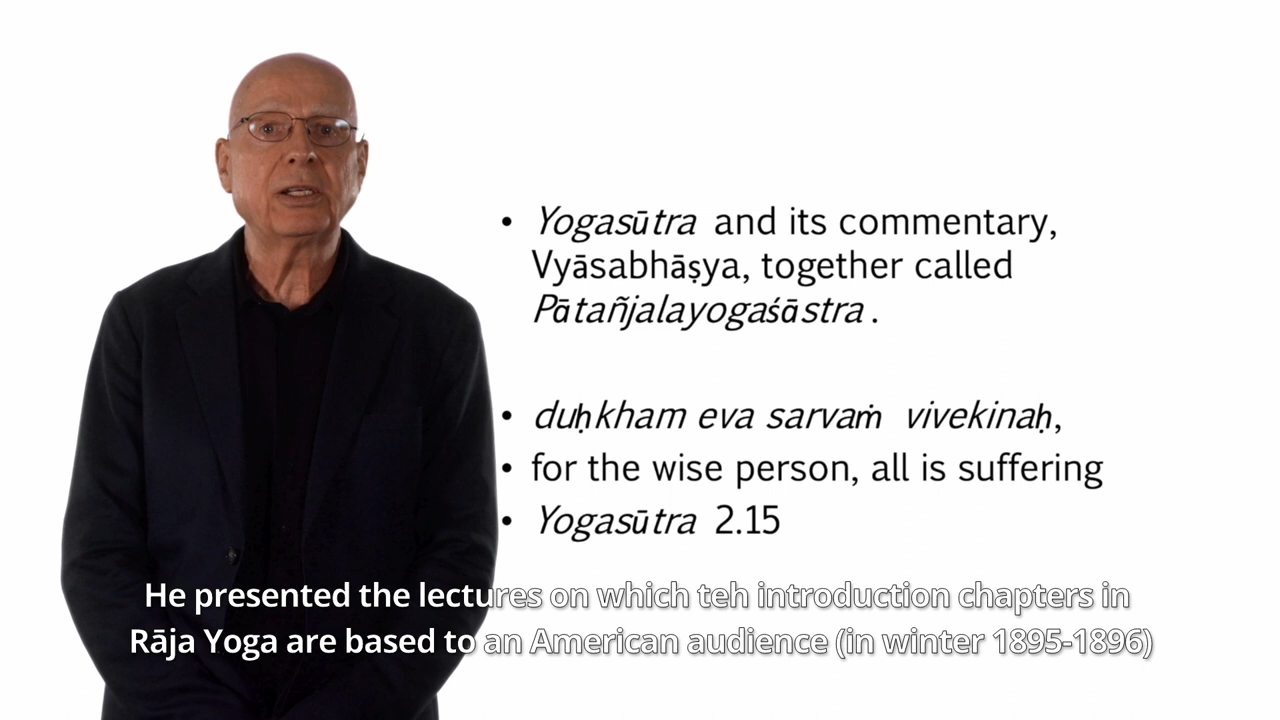 • Yogasūtra and its commentary,
Vyāsabhāṣya, together called
Pātañjalayogaśāstra .
• duḥkham eva sarvaṁ vivekinaḥ,
• for the wise person, all is suffering
• Yogasūtra 2.15
He presented the lectures on which teh introduction chapters in
Rāja Yoga are based to an American audience (in winter 1895-1896)